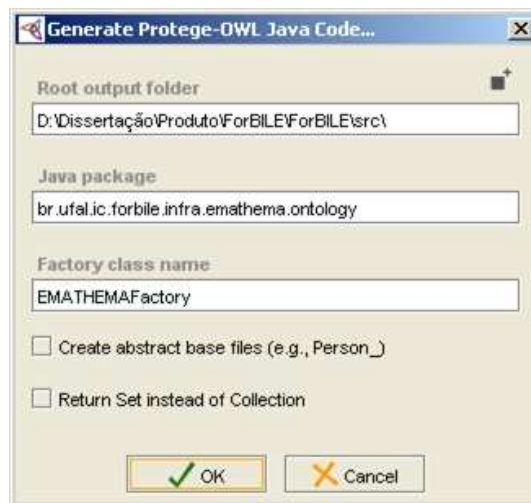 Generate Protege-OWL Java Code...
Root output folder
D:\Dissertação\Produto\ForBILE\ForBILE\src\
Java package
br.ufal.ic.forbile.infra.emathema.ontology
Factory class name
EMATHEMAFactory
Create abstract base files (e.g., Person_)
Return Set instead of Collection
OK
Cancel